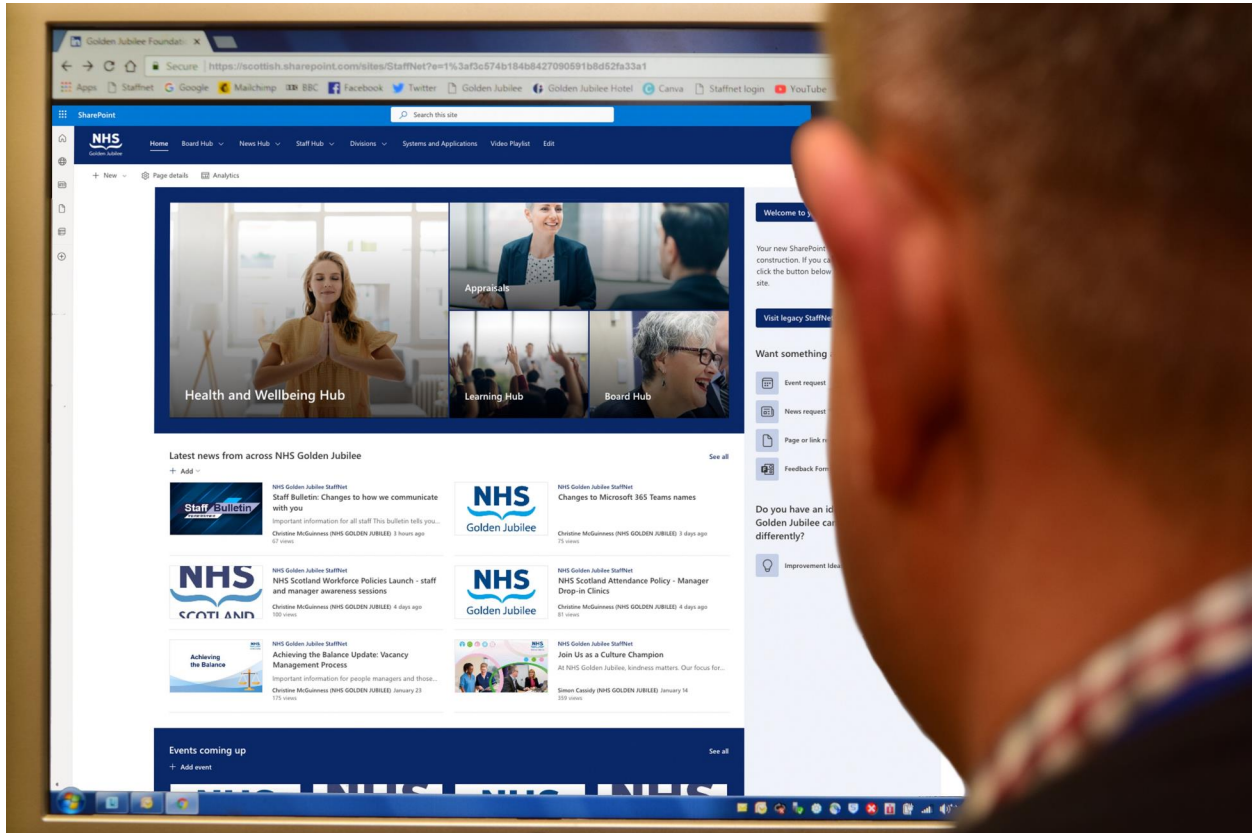 Golden Jubilee Foundati
Secure https://scottish.sharepoint.com/sites/StaffNet?e=1%3af3c574b184b8427090591b8d52fa33a1
Apps Staffnet Google Mailchimp BBC Facebook Twitter Golden Jubilee Golden Jubilee Hotel Canva Staffnet login YouTube
SharePoint
Search this site
NHS
Golden Jubilee
Home Board Hub News Hub Staff Hub Divisions Systems and Applications Video Playlist Edit
+ New Page details Analytics
Health and Wellbeing Hub
Appraisals
Learning Hub
Board Hub
Welcome to
Your new SharePoint
construction. If you
click the button below
site.
Visit legacy
Want something
Event request
News request
Page or link
Feedback Form
Do you have an
Golden Jubilee
differently?
Improvement
Latest news from across NHS Golden Jubilee
See all
+ Add
Staff Bulletin
NHS Golden Jubilee StaffNet
Staff Bulletin: Changes to how we communicate
with you
Important information for all staff This bulletin tells you...
Christine McGuinness (NHS GOLDEN JUBILEE) 3 hours ago
67 views
NHS
Golden Jubilee
NHS Golden Jubilee StaffNet
Changes to Microsoft 365 Teams names
Christine McGuinness (NHS GOLDEN JUBILEE) 3 days ago
75 views
NHS
SCOTLAND
NHS Golden Jubilee StaffNet
NHS Scotland Workforce Policies Launch - staff
and manager awareness sessions
Christine McGuinness (NHS GOLDEN JUBILEE) 4 days ago
100 views
NHS
Golden Jubilee
NHS Golden Jubilee StaffNet
NHS Scotland Attendance Policy - Manager
Drop-in Clinics
Christine McGuinness (NHS GOLDEN JUBILEE) 4 days ago
81 views
Achieving
the Balance
NHS Golden Jubilee StaffNet
Achieving the Balance Update: Vacancy
Management Process
Important information for people managers and those...
Christine McGuinness (NHS GOLDEN JUBILEE) January 23
175 views
NHS
NHS Golden Jubilee StaffNet
Join Us as a Culture Champion
At NHS Golden Jubilee, kindness matters. Our focus for...
Simon Cassidy (NHS GOLDEN JUBILEE) January 14
359 views
Events coming up
See all
+ Add event
NHS NHS NHS NHS